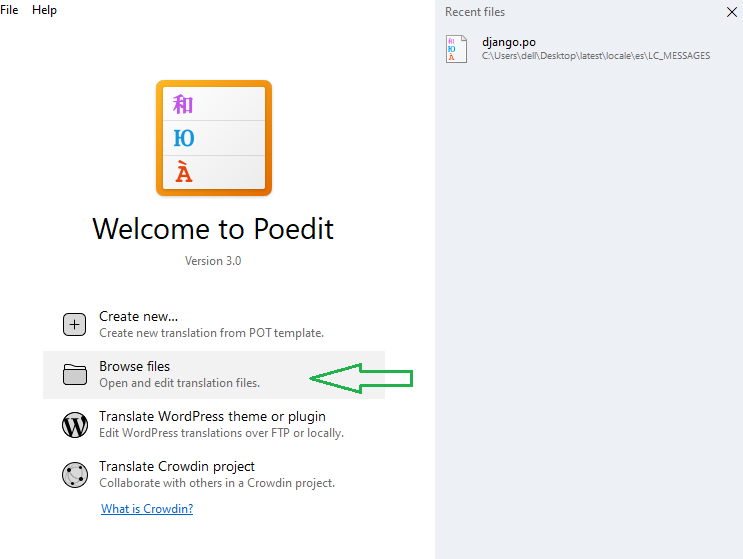 File Help
Recent files
django.po
C:\Users\dell\Desktop\latest\locale\es\LC_MESSAGES
和
Ю
À
和
Ю
À
Welcome to Poedit
Version 3.0
Create new...
Create new translation from POT template.
Browse files
Open and edit translation files.
Translate WordPress theme or plugin
Edit WordPress translations over FTP or locally.
Translate Crowdin project
Collaborate with others in a Crowdin project.
What is Crowdin?